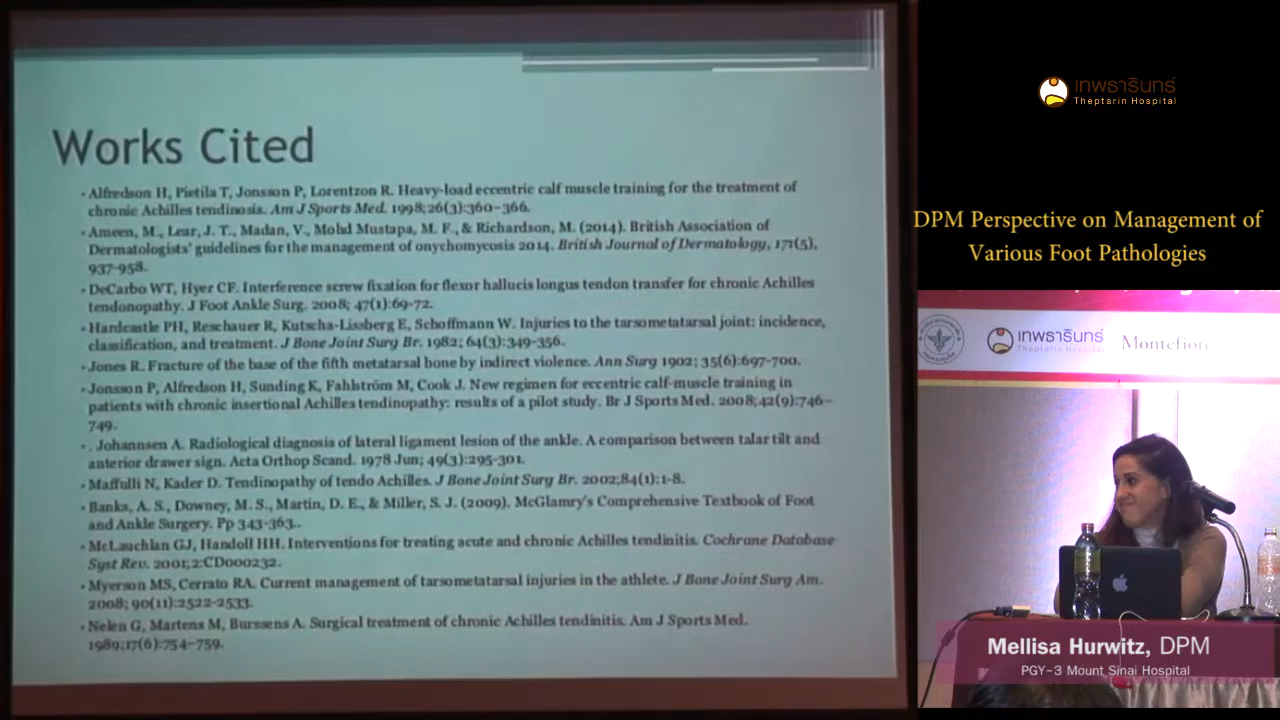 Works Cited
• Alfredson H, Pietila T, Jonsson P, Lorentzon R. Heavy-load eccentric calf muscle training for the treatment of
chronic Achilles tendinosis. Am J Sports Med. 1998;26(3):360–366.
• Ameen, M., Lear, J. T., Madan, V., Mohd Mustapa, M. F., & Richardson, M. (2014). British Association of
Dermatologists' guidelines for the management of onychomycosis 2014. British Journal of Dermatology, 171(5),
937-958.
• DeCarbo WT, Hyer CF. Interference screw fixation for flexor hallucis longus tendon transfer for chronic Achilles
tendonopathy. J Foot Ankle Surg. 2008; 47(1):69-72.
• Hardcastle PH, Reschauer R, Kutscha-Lissberg E, Schoffmann W. Injuries to the tarsometatarsal joint: incidence,
classification, and treatment. J Bone Joint Surg Br. 1982; 64(3):349-356.
• Jones R. Fracture of the base of the fifth metatarsal bone by indirect violence. Ann Surg 1902; 35(6):697-700.
• Jonsson P, Alfredson H, Sunding K, Fahlström M, Cook J. New regimen for eccentric calf-muscle training in
patients with chronic insertional Achilles tendinopathy: results of a pilot study. Br J Sports Med. 2008;42(9):746–
749.
• . Johannsen A. Radiological diagnosis of lateral ligament lesion of the ankle. A comparison between talar tilt and
anterior drawer sign. Acta Orthop Scand. 1978 Jun; 49(3):295-301.
• Maffulli N, Kader D. Tendinopathy of tendo Achilles. J Bone Joint Surg Br. 2002;84(1):1-8.
• Banks, A. S., Downey, M. S., Martin, D. E., & Miller, S. J. (2009). McGlamry's Comprehensive Textbook of Foot
and Ankle Surgery. Pp 343-363..
• McLauchlan GJ, Handoll HH. Interventions for treating acute and chronic Achilles tendinitis. Cochrane Database
Syst Rev. 2001;2:CD000232.
• Myerson MS, Cerrato RA. Current management of tarsometatarsal injuries in the athlete. J Bone Joint Surg Am.
2008; 90(11):2522-2533.
• Nelen G, Martens M, Burssens A. Surgical treatment of chronic Achilles tendinitis. Am J Sports Med.
1989;17(6):754–759.
เทพธารินทร์
Theptarin Hospital
DPM Perspective on Management of
Various Foot Pathologies
เทพธารินทร์
Theptarin Hospital
Montefiore
Mellisa Hurwitz, DPM
PGY-3 Mount Sinai Hospital